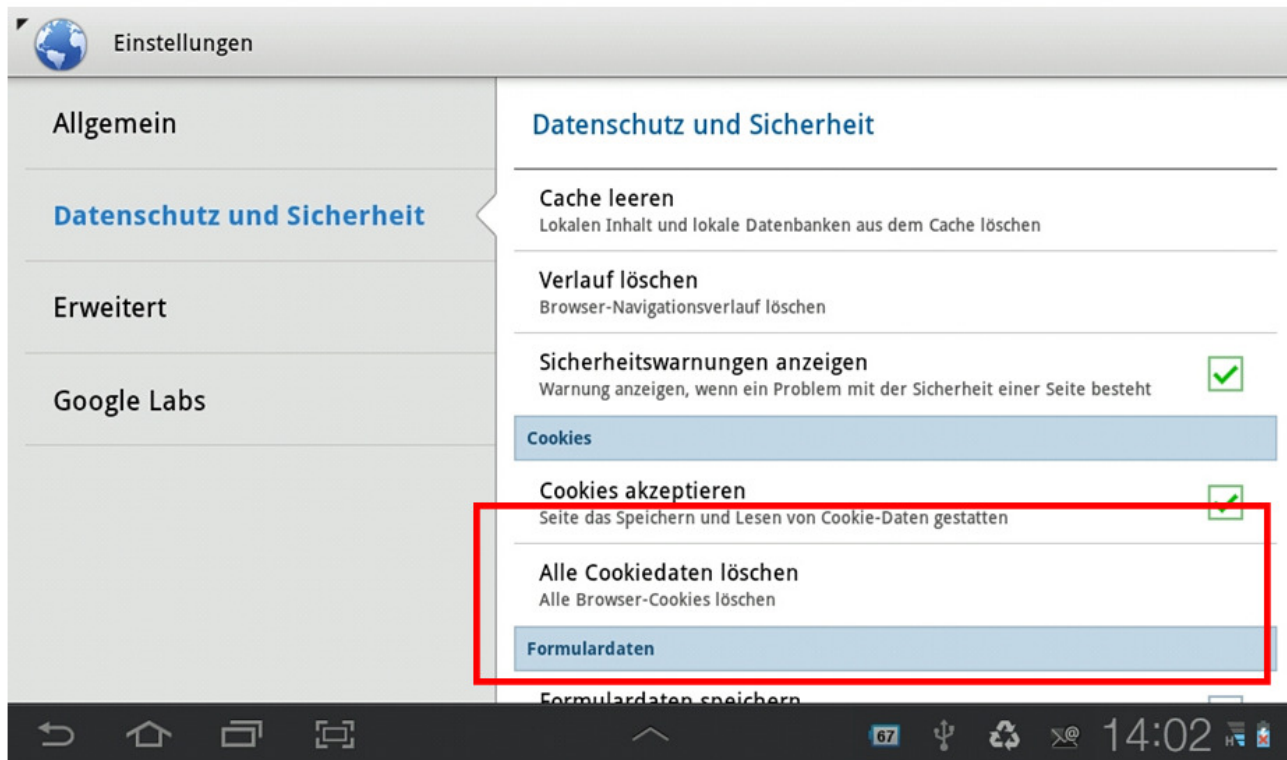 Einstellungen
Allgemein
Datenschutz und Sicherheit
Erweitert
Google Labs
Datenschutz und Sicherheit
Cache leeren
Lokalen Inhalt und lokale Datenbanken aus dem Cache löschen
Verlauf löschen
Browser-Navigationsverlauf löschen
Sicherheitswarnungen anzeigen
Warnung anzeigen, wenn ein Problem mit der Sicherheit einer Seite besteht
Cookies
Cookies akzeptieren
Seite das Speichern und Lesen von Cookie-Daten gestatten
Alle Cookiedaten löschen
Alle Browser-Cookies löschen
Formulardaten
Formulardaten speichern
67 14:02 H